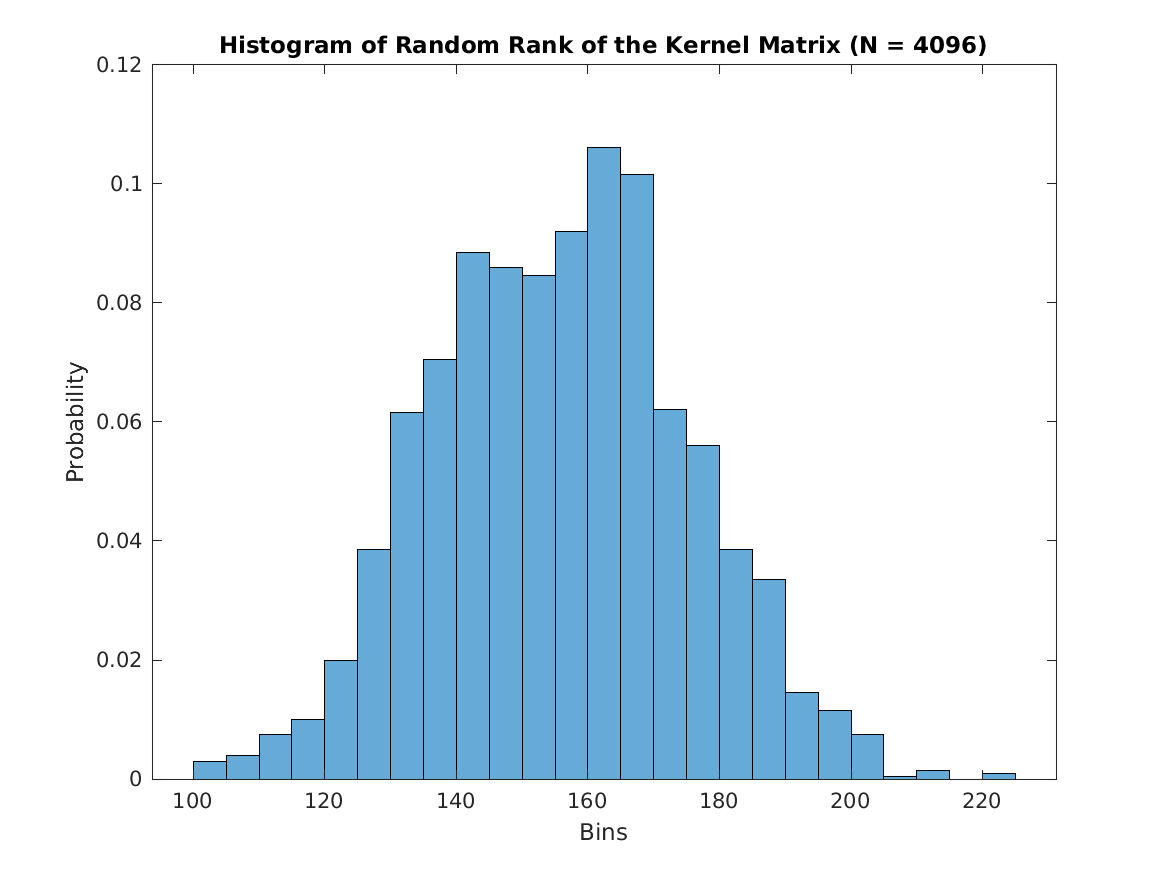 Histogram of Random Rank of the Kernel Matrix (N = 4096)
0.12
0.1
0.08
0.06
0.04
0.02
0
Probability
100 120 140 160 180 200 220
Bins